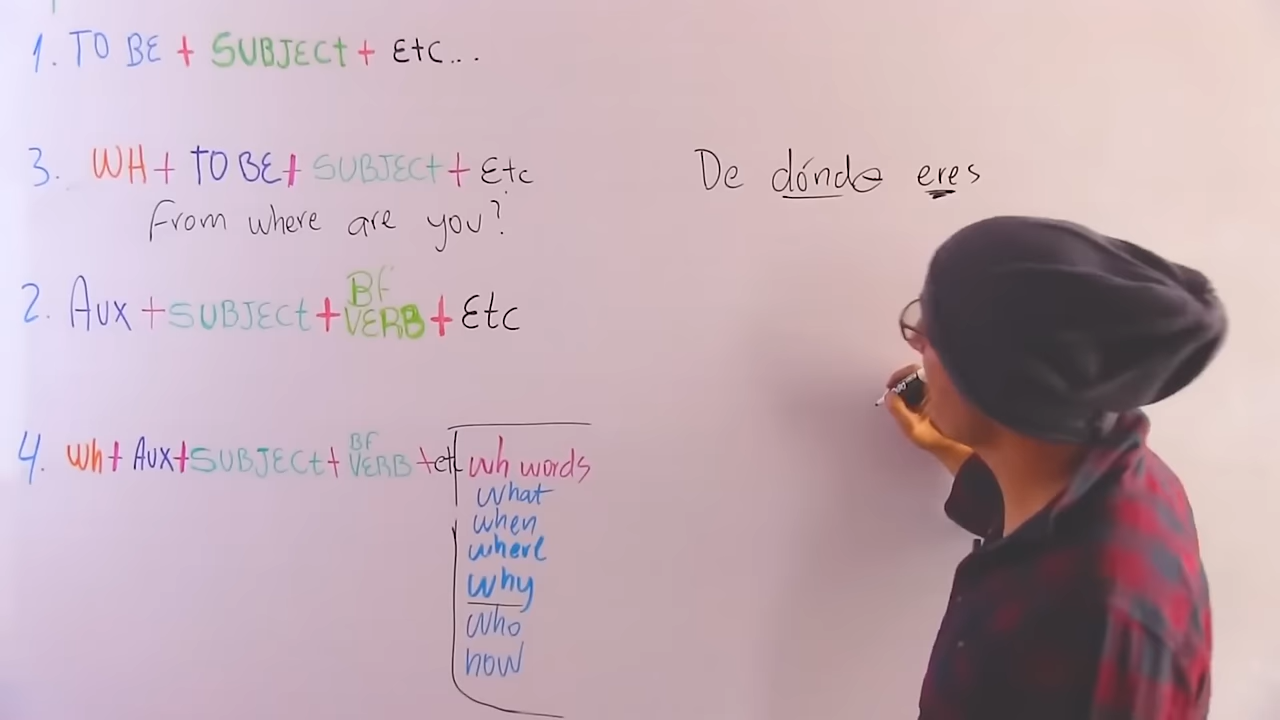 1. TO BE + SUBJECT + Etc...
3. WH + TO BE + SUBJECT + Etc
From where are you?
De dónde eres
2. Aux + SUBJECT + BF VERB + Etc
4. Wh + Aux + SUBJECT + BF VERB + etc
wh words
what
when
where
why
who
how